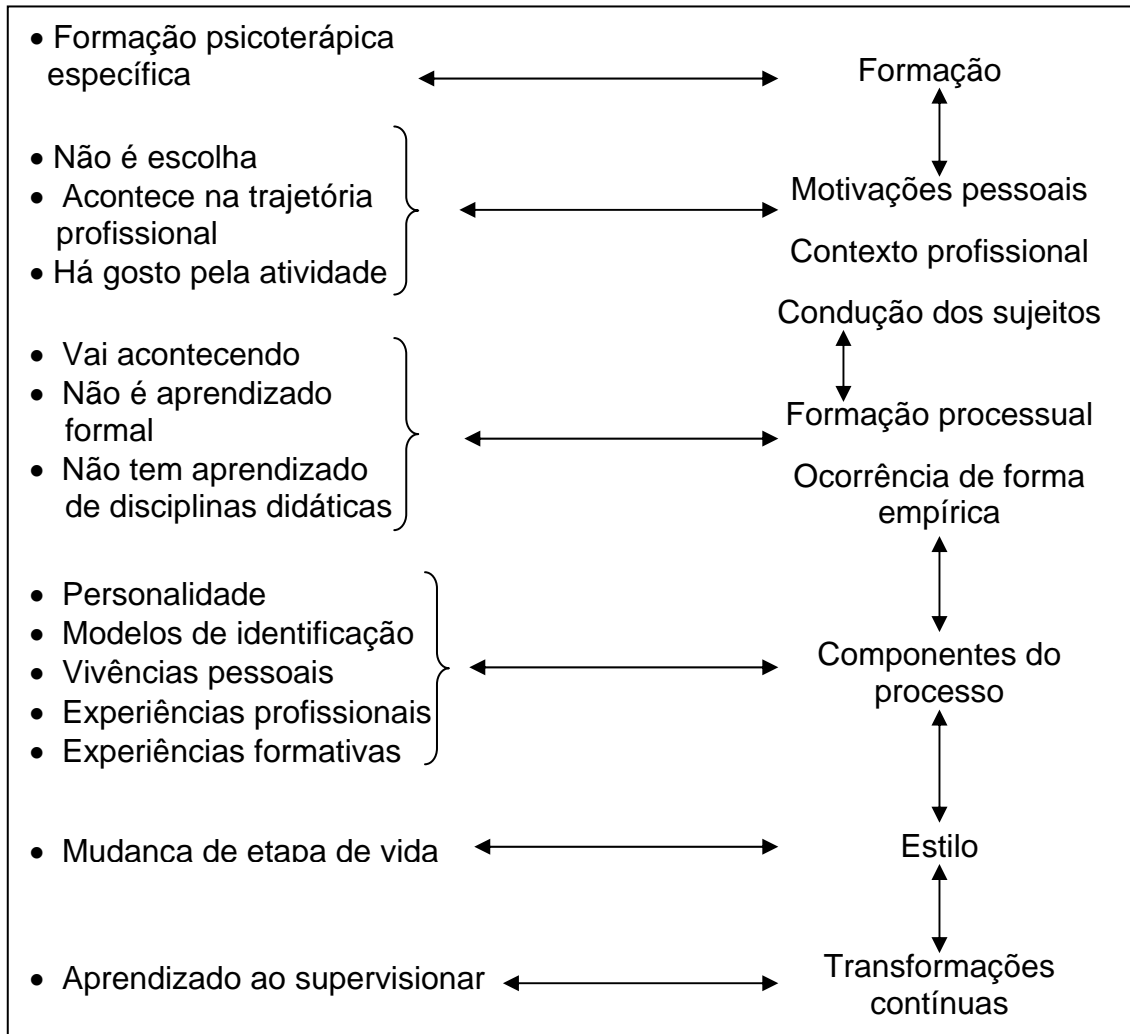 • Formação psicoterápica
específica
Formação
• Não é escolha
• Acontece na trajetória
profissional
• Há gosto pela atividade
Motivações pessoais
Contexto profissional
Condução dos sujeitos
• Vai acontecendo
• Não é aprendizado
formal
• Não tem aprendizado
de disciplinas didáticas
Formação processual
Ocorrência de forma
empírica
• Personalidade
• Modelos de identificação
• Vivências pessoais
• Experiências profissionais
• Experiências formativas
Componentes do
processo
• Mudança de etapa de vida
Estilo
• Aprendizado ao supervisionar
Transformações
contínuas